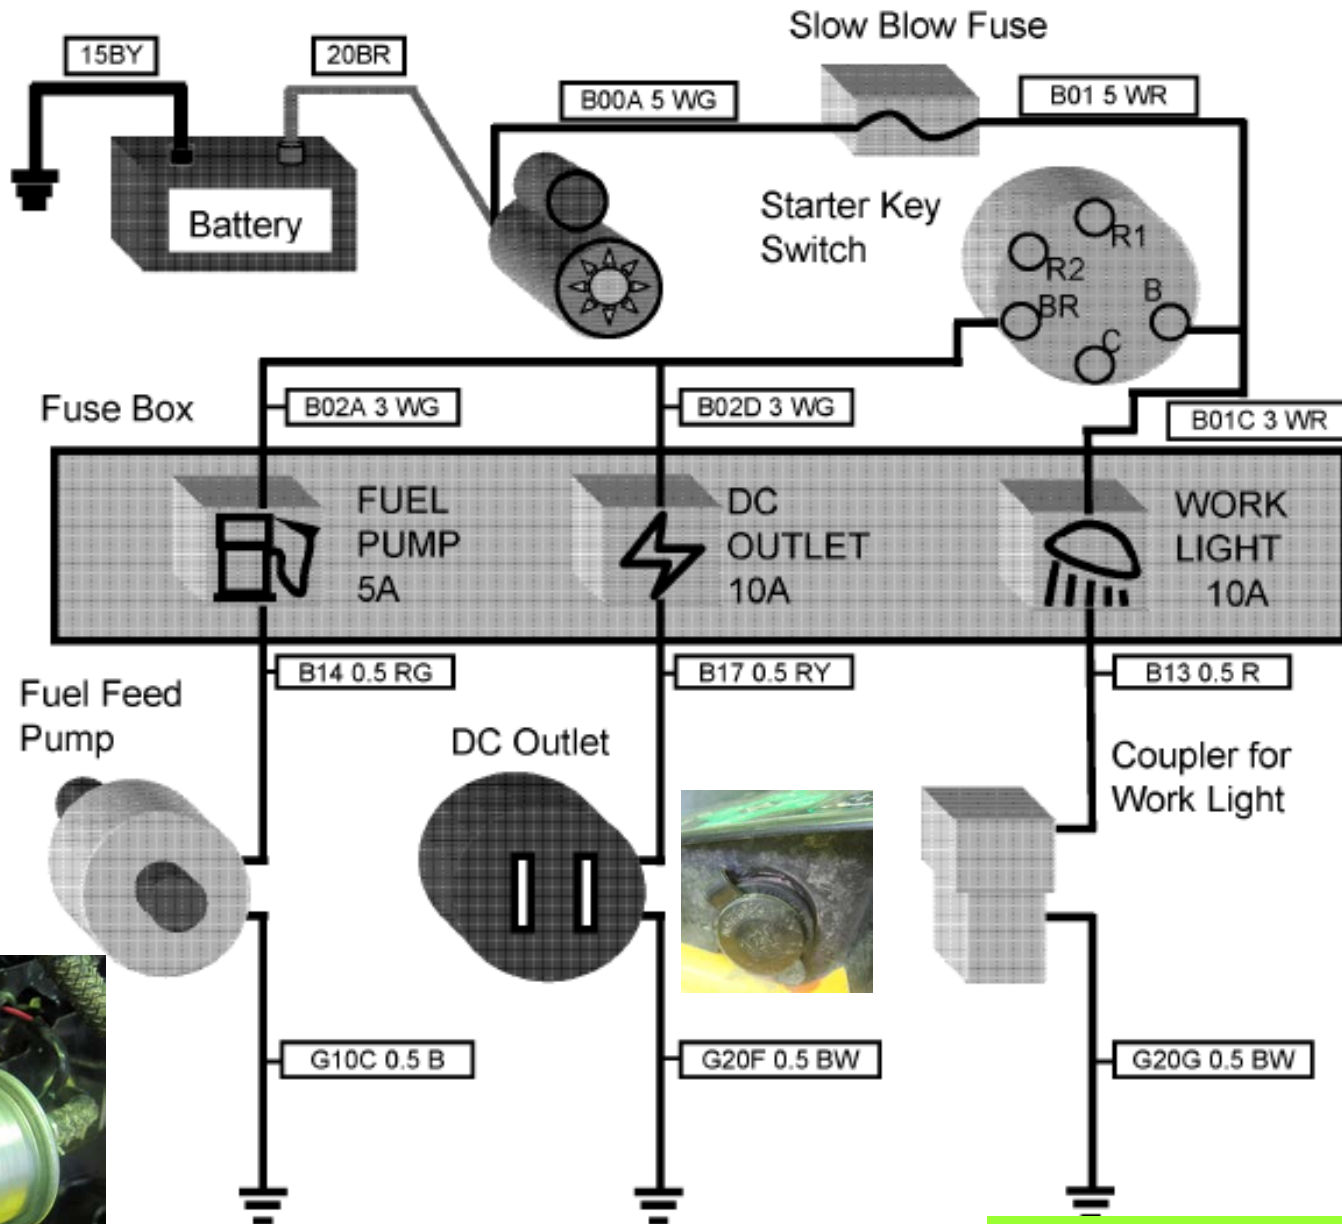 Slow Blow Fuse
15BY
20BR
B00A 5 WG
B01 5 WR
Battery
Starter Key
Switch
R1
R2
BR
B
C
Fuse Box
B02A 3 WG
B02D 3 WG
B01C 3 WR
FUEL
PUMP
5A
DC
OUTLET
10A
WORK
LIGHT
10A
B14 0.5 RG
B17 0.5 RY
B13 0.5 R
Fuel Feed
Pump
DC Outlet
Coupler for
Work Light
G10C 0.5 B
G20F 0.5 BW
G20G 0.5 BW